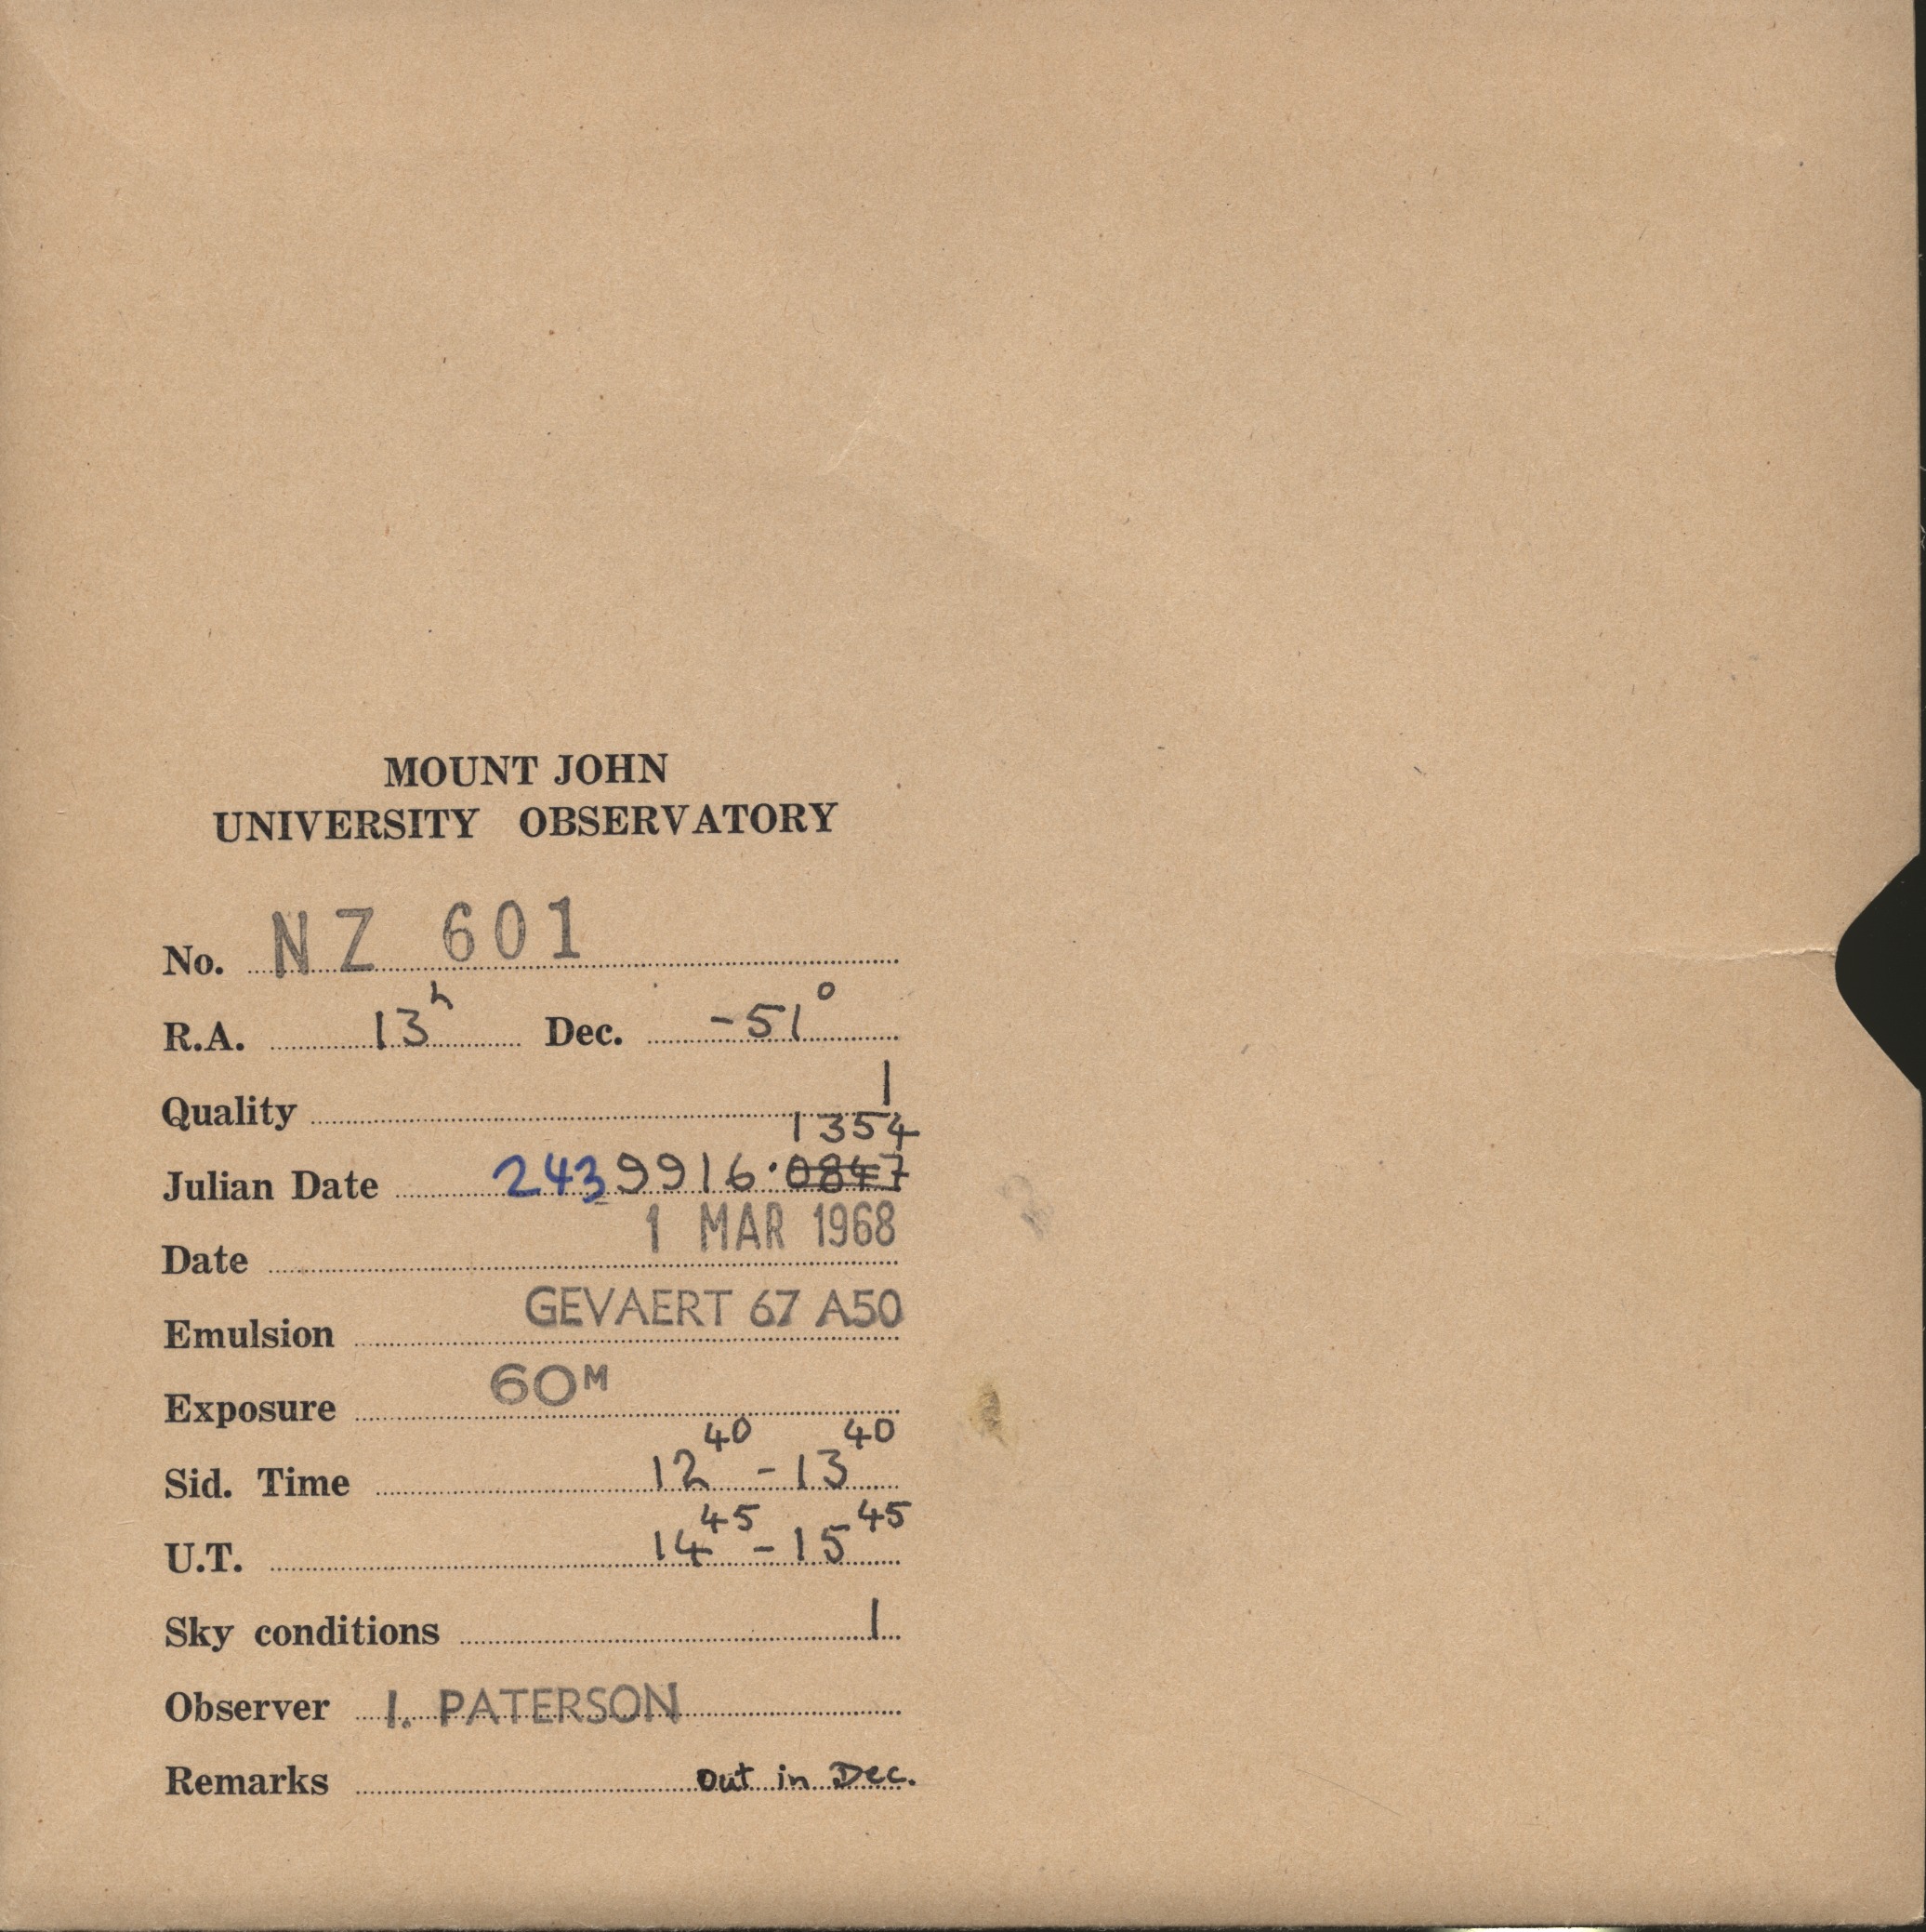 MOUNT JOHN
UNIVERSITY OBSERVATORY
No. NZ 601
R.A. 13h Dec. -51°
Quality 1
1354
Julian Date 2439916.0847
Date 1 MAR 1968
Emulsion GEVAERT 67 A50
Exposure 60M
Sid. Time 12 40 - 13 40
U.T. 14 45 - 15 45
Sky conditions 1
Observer I. PATERSON
Remarks Out in Dec.